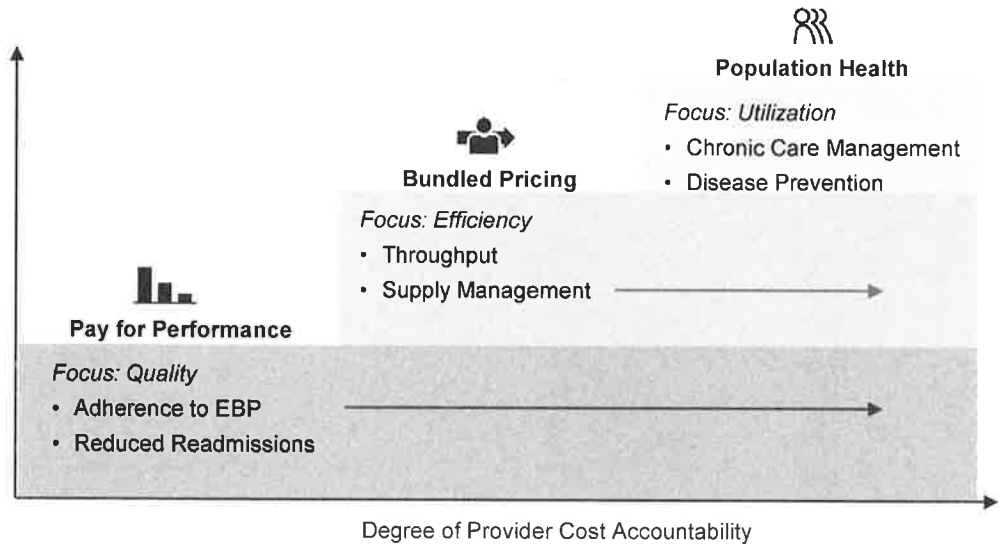 Population Health
Focus: Utilization
• Chronic Care Management
• Disease Prevention
Bundled Pricing
Focus: Efficiency
• Throughput
• Supply Management
Pay for Performance
Focus: Quality
• Adherence to EBP
• Reduced Readmissions
Degree of Provider Cost Accountability